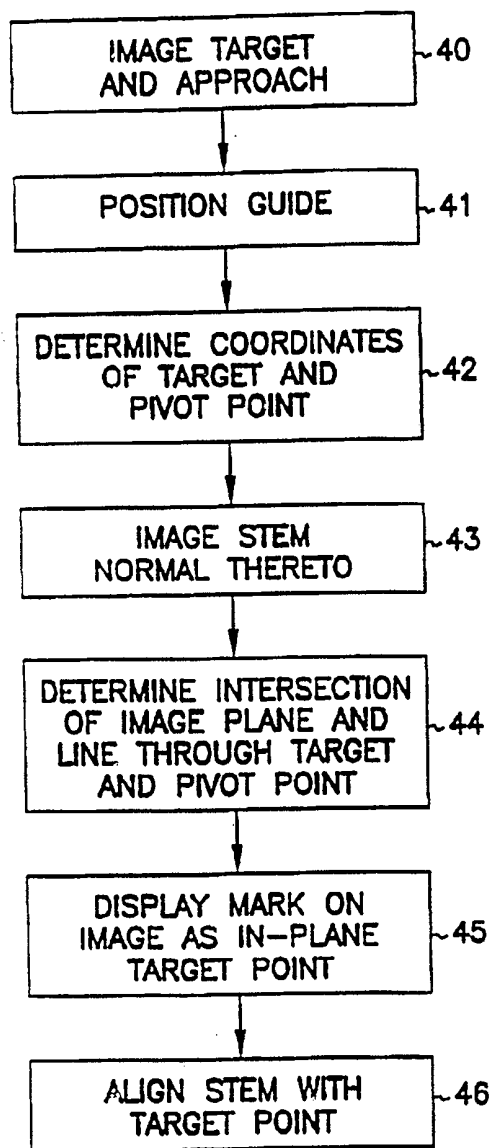 IMAGE TARGET
AND APPROACH
40
POSITION GUIDE
41
DETERMINE COORDINATES
OF TARGET AND
PIVOT POINT
42
IMAGE STEM
NORMAL THERETO
43
DETERMINE INTERSECTION
OF IMAGE PLANE AND
LINE THROUGH TARGET
AND PIVOT POINT
44
DISPLAY MARK ON
IMAGE AS IN-PLANE
TARGET POINT
45
ALIGN STEM WITH
TARGET POINT
46